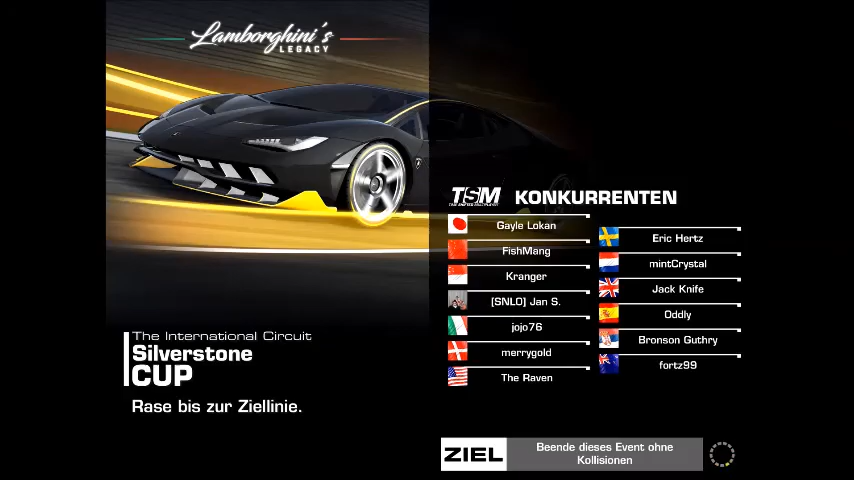 Lamborghini's
LEGACY
TSM KONKURRENTEN
Gayle Lokan
FishMang
Kranger
[SNLO] Jan S.
jojo76
merrygold
The Raven
Eric Hertz
mintCrystal
Jack Knife
Oddly
Bronson Guthry
fortz99
The International Circuit
Silverstone
CUP
Rase bis zur Ziellinie.
ZIEL
Beende dieses Event ohne
Kollisionen